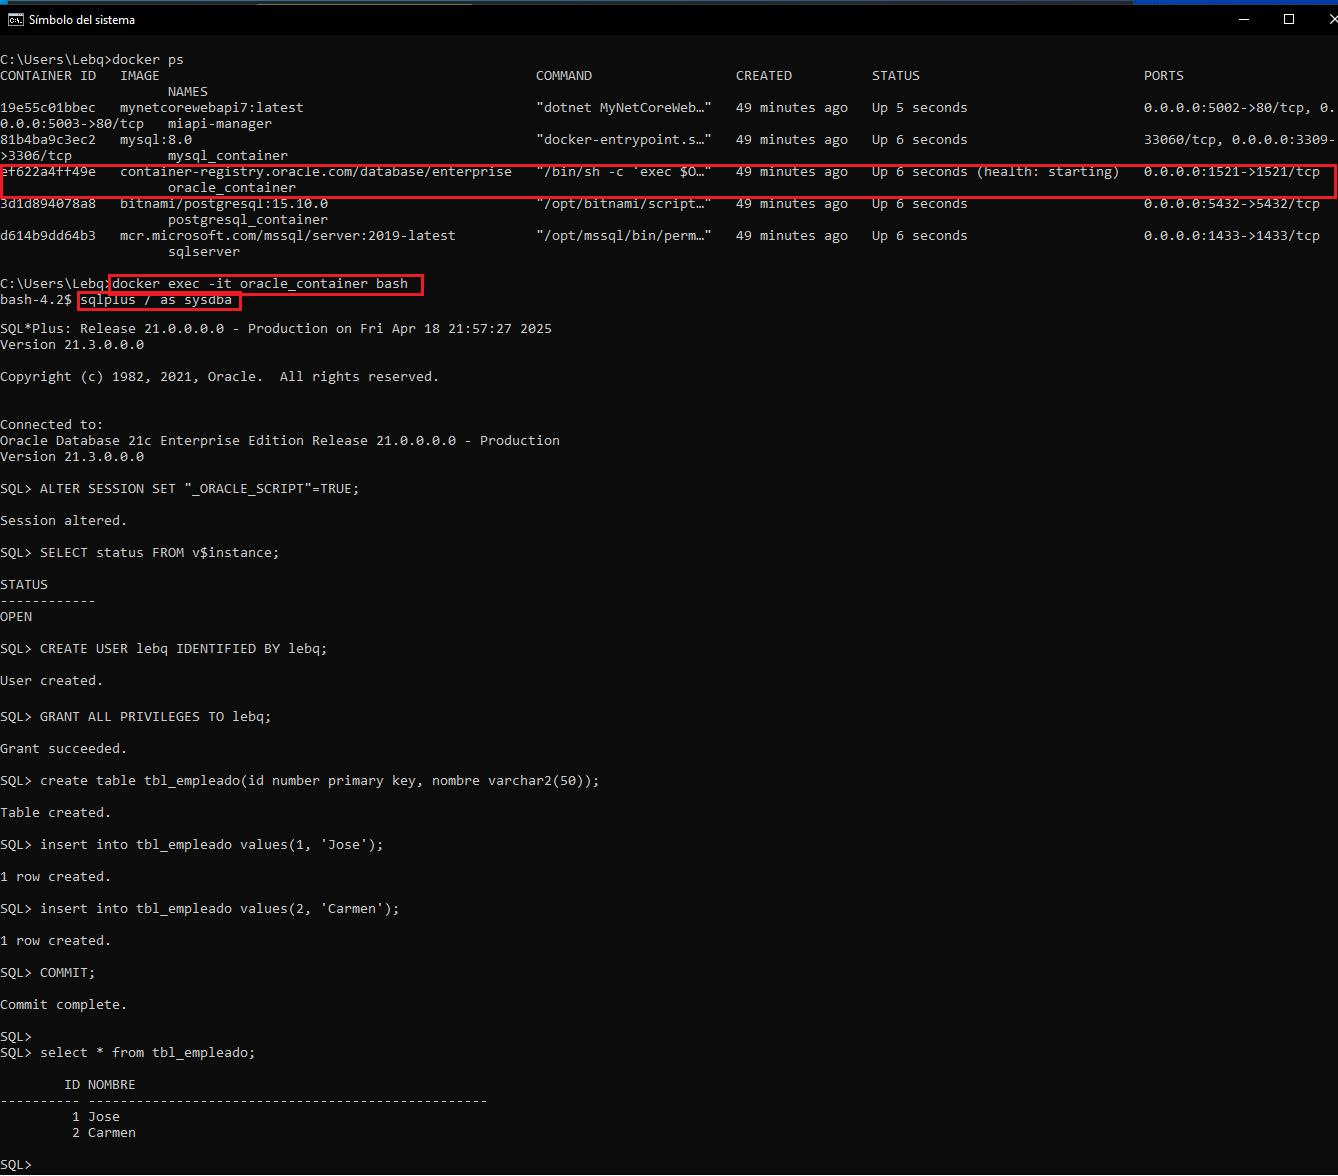 Símbolo del sistema
C:\Users\Lebq>docker ps
CONTAINER ID   IMAGE                                               COMMAND                  CREATED          STATUS                            PORTS
                     NAMES
19e55c01bbec   mynetcorewebapi7:latest                             "dotnet MyNetCoreWeb…"   49 minutes ago   Up 5 seconds                      0.0.0.0:5002->80/tcp, 0.
0.0.0:5003->80/tcp   miapi-manager
81b4ba9c3ec2   mysql:8.0                                           "docker-entrypoint.s…"   49 minutes ago   Up 6 seconds                      33060/tcp, 0.0.0.0:3309-
>3306/tcp            mysql_container
ef622a4ff49e   container-registry.oracle.com/database/enterprise   "/bin/sh -c 'exec $O…"   49 minutes ago   Up 6 seconds (health: starting)   0.0.0.0:1521->1521/tcp
                     oracle_container
3d1d894078a8   bitnami/postgresql:15.10.0                          "/opt/bitnami/script…"   49 minutes ago   Up 6 seconds                      0.0.0.0:5432->5432/tcp
                     postgresql_container
d614b9dd64b3   mcr.microsoft.com/mssql/server:2019-latest          "/opt/mssql/bin/perm…"   49 minutes ago   Up 6 seconds                      0.0.0.0:1433->1433/tcp
                     sqlserver
C:\Users\Lebq>docker exec -it oracle_container bash
bash-4.2$ sqlplus / as sysdba
SQL*Plus: Release 21.0.0.0.0 - Production on Fri Apr 18 21:57:27 2025
Version 21.3.0.0.0
Copyright (c) 1982, 2021, Oracle.  All rights reserved.
Connected to:
Oracle Database 21c Enterprise Edition Release 21.0.0.0.0 - Production
Version 21.3.0.0.0
SQL> ALTER SESSION SET "_ORACLE_SCRIPT"=TRUE;
Session altered.
SQL> SELECT status FROM v$instance;
STATUS
------------
OPEN
SQL> CREATE USER lebq IDENTIFIED BY lebq;
User created.
SQL> GRANT ALL PRIVILEGES TO lebq;
Grant succeeded.
SQL> create table tbl_empleado(id number primary key, nombre varchar2(50));
Table created.
SQL> insert into tbl_empleado values(1, 'Jose');
1 row created.
SQL> insert into tbl_empleado values(2, 'Carmen');
1 row created.
SQL> COMMIT;
Commit complete.
SQL>
SQL> select * from tbl_empleado;
        ID NOMBRE
---------- --------------------------------------------------
         1 Jose
         2 Carmen
SQL>